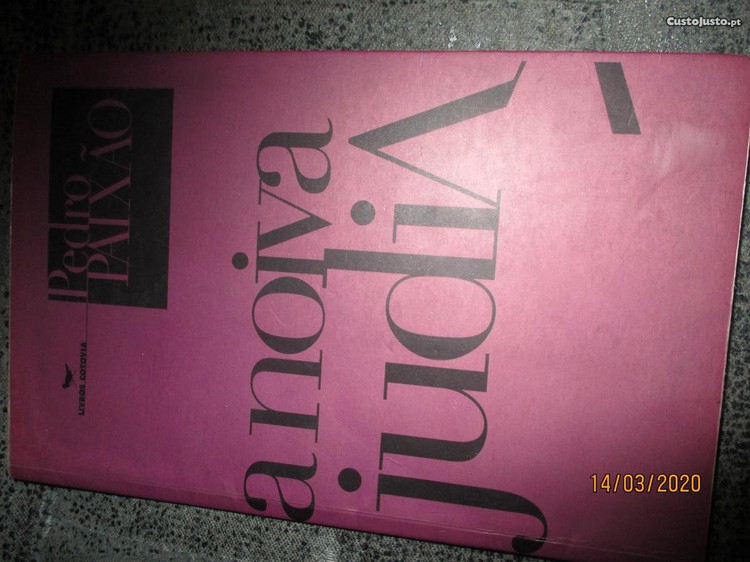 CustoJusto.pt
Pedro
PAIXÃO
LIVROS COTOVIA
a noiva
judiA
14/03/2020